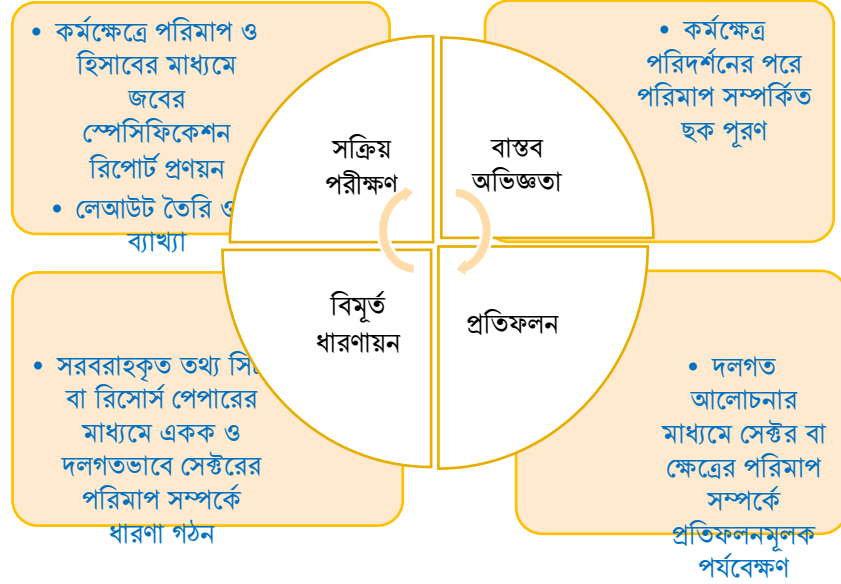 • কর্মক্ষেত্রে পরিমাপ ও
হিসাবের মাধ্যমে
জবের
স্পেসিফিকেশন
রিপোর্ট প্রণয়ন
• লেআউট তৈরি ও
ব্যাখ্যা
সক্রিয়
পরীক্ষণ
বাস্তব
অভিজ্ঞতা
• কর্মক্ষেত্র
পরিদর্শনের পরে
পরিমাপ সম্পর্কিত
ছক পূরণ
• সরবরাহকৃত তথ্য
বা রিসোর্স পেপারের
মাধ্যমে একক ও
দলগতভাবে সেক্টরের
পরিমাপ সম্পর্কে
ধারণা গঠন
বিমূর্ত
ধারণায়ন
প্রতিফলন
• দলগত
আলোচনার
মাধ্যমে সেক্টর বা
ক্ষেত্রের পরিমাপ
সম্পর্কে
প্রতিফলনমূলক
পর্যবেক্ষণ